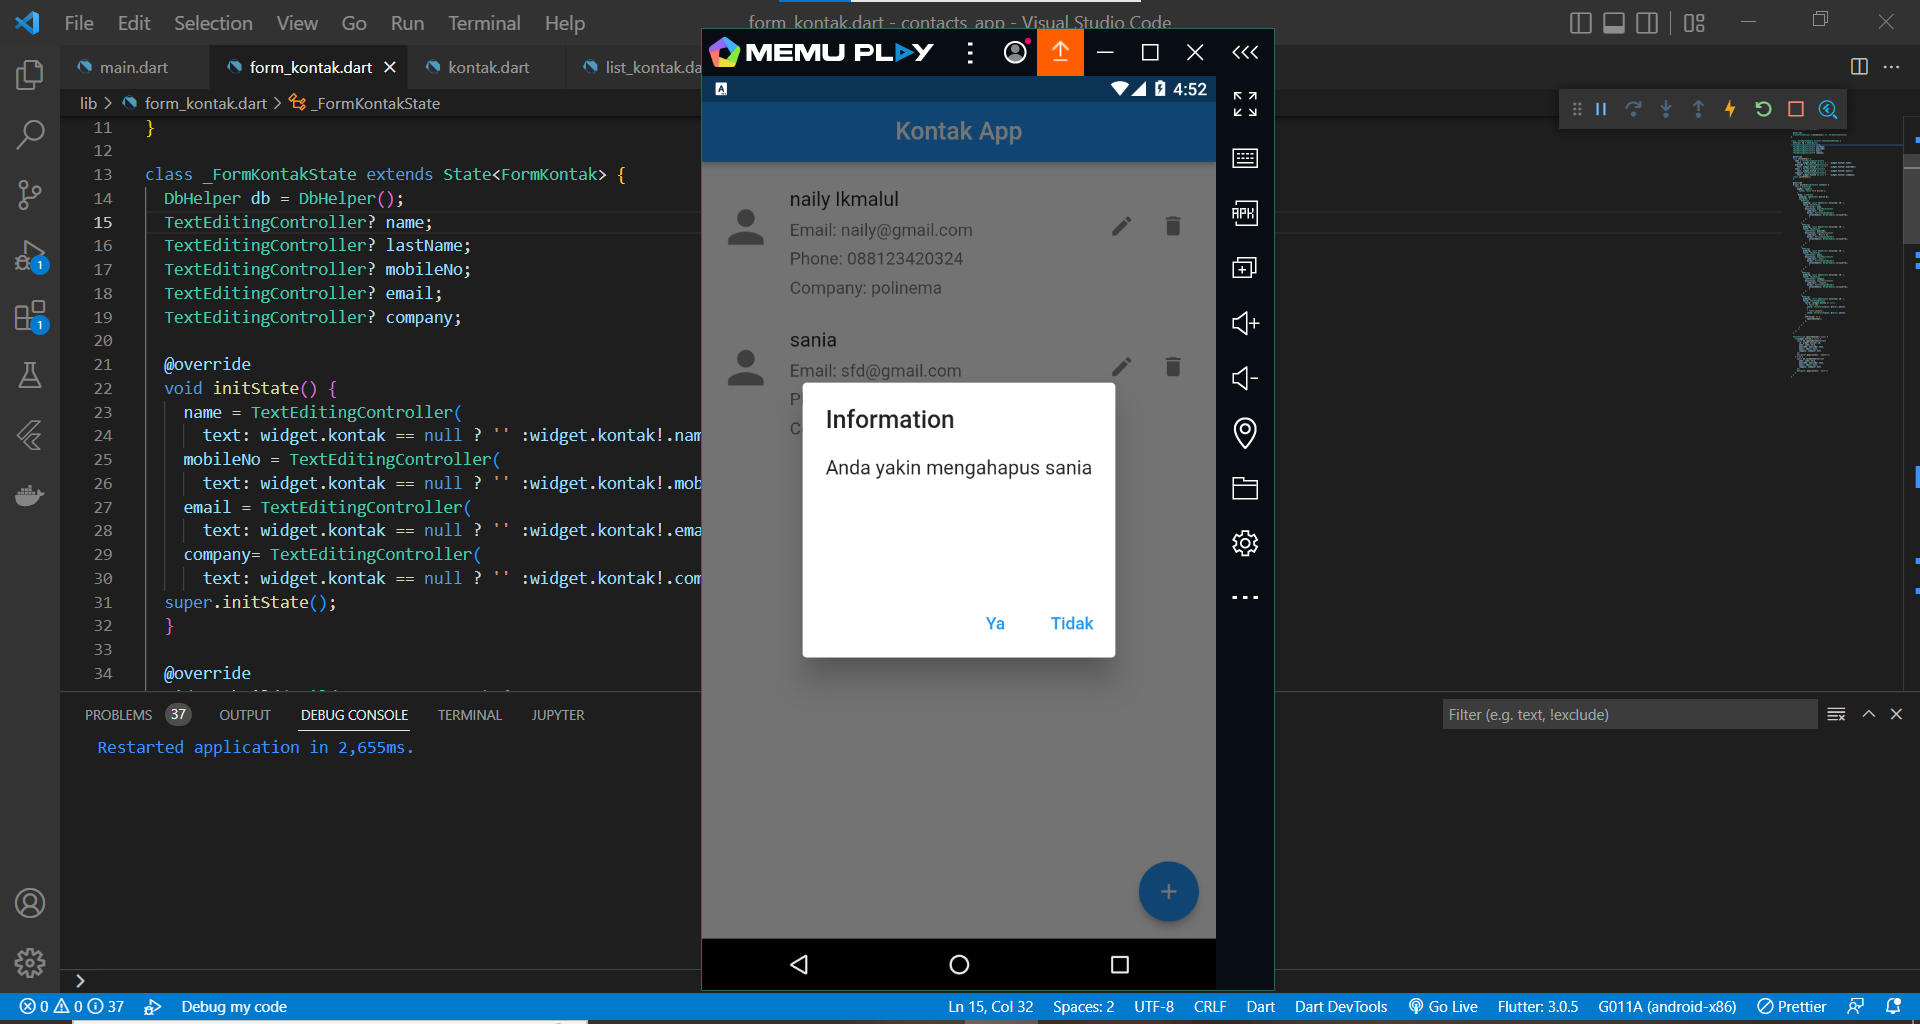 File Edit Selection View Go Run Terminal Help
form_kontak.dart - contacts_app - Visual Studio Code
main.dart
form_kontak.dart
kontak.dart
list_kontak.da
lib > form_kontak.dart > _FormKontakState
11 }
12
13 class _FormKontakState extends State<FormKontak> {
14 DbHelper db = DbHelper();
15 TextEditingController? name;
16 TextEditingController? lastName;
17 TextEditingController? mobileNo;
18 TextEditingController? email;
19 TextEditingController? company;
20
21 @override
22 void initState() {
23 name = TextEditingController(
24 text: widget.kontak == null ? '' :widget.kontak!.nam
25 mobileNo = TextEditingController(
26 text: widget.kontak == null ? '' :widget.kontak!.mob
27 email = TextEditingController(
28 text: widget.kontak == null ? '' :widget.kontak!.ema
29 company= TextEditingController(
30 text: widget.kontak == null ? '' :widget.kontak!.com
31 super.initState();
32 }
33
34 @override
1
1
MEMU PLAY
A
4:52
Kontak App
naily Ikmalul
Email: naily@gmail.com
Phone: 088123420324
Company: polinema
sania
Email: sfd@gmail.com
P
C
Information
Anda yakin mengahapus sania
Ya Tidak
+
APK
PROBLEMS 37 OUTPUT DEBUG CONSOLE TERMINAL JUPYTER
Filter (e.g. text, !exclude)
Restarted application in 2,655ms.
>
0 0 37 Debug my code
Ln 15, Col 32 Spaces: 2 UTF-8 CRLF Dart Dart DevTools Go Live Flutter: 3.0.5 G011A (android-x86) Prettier